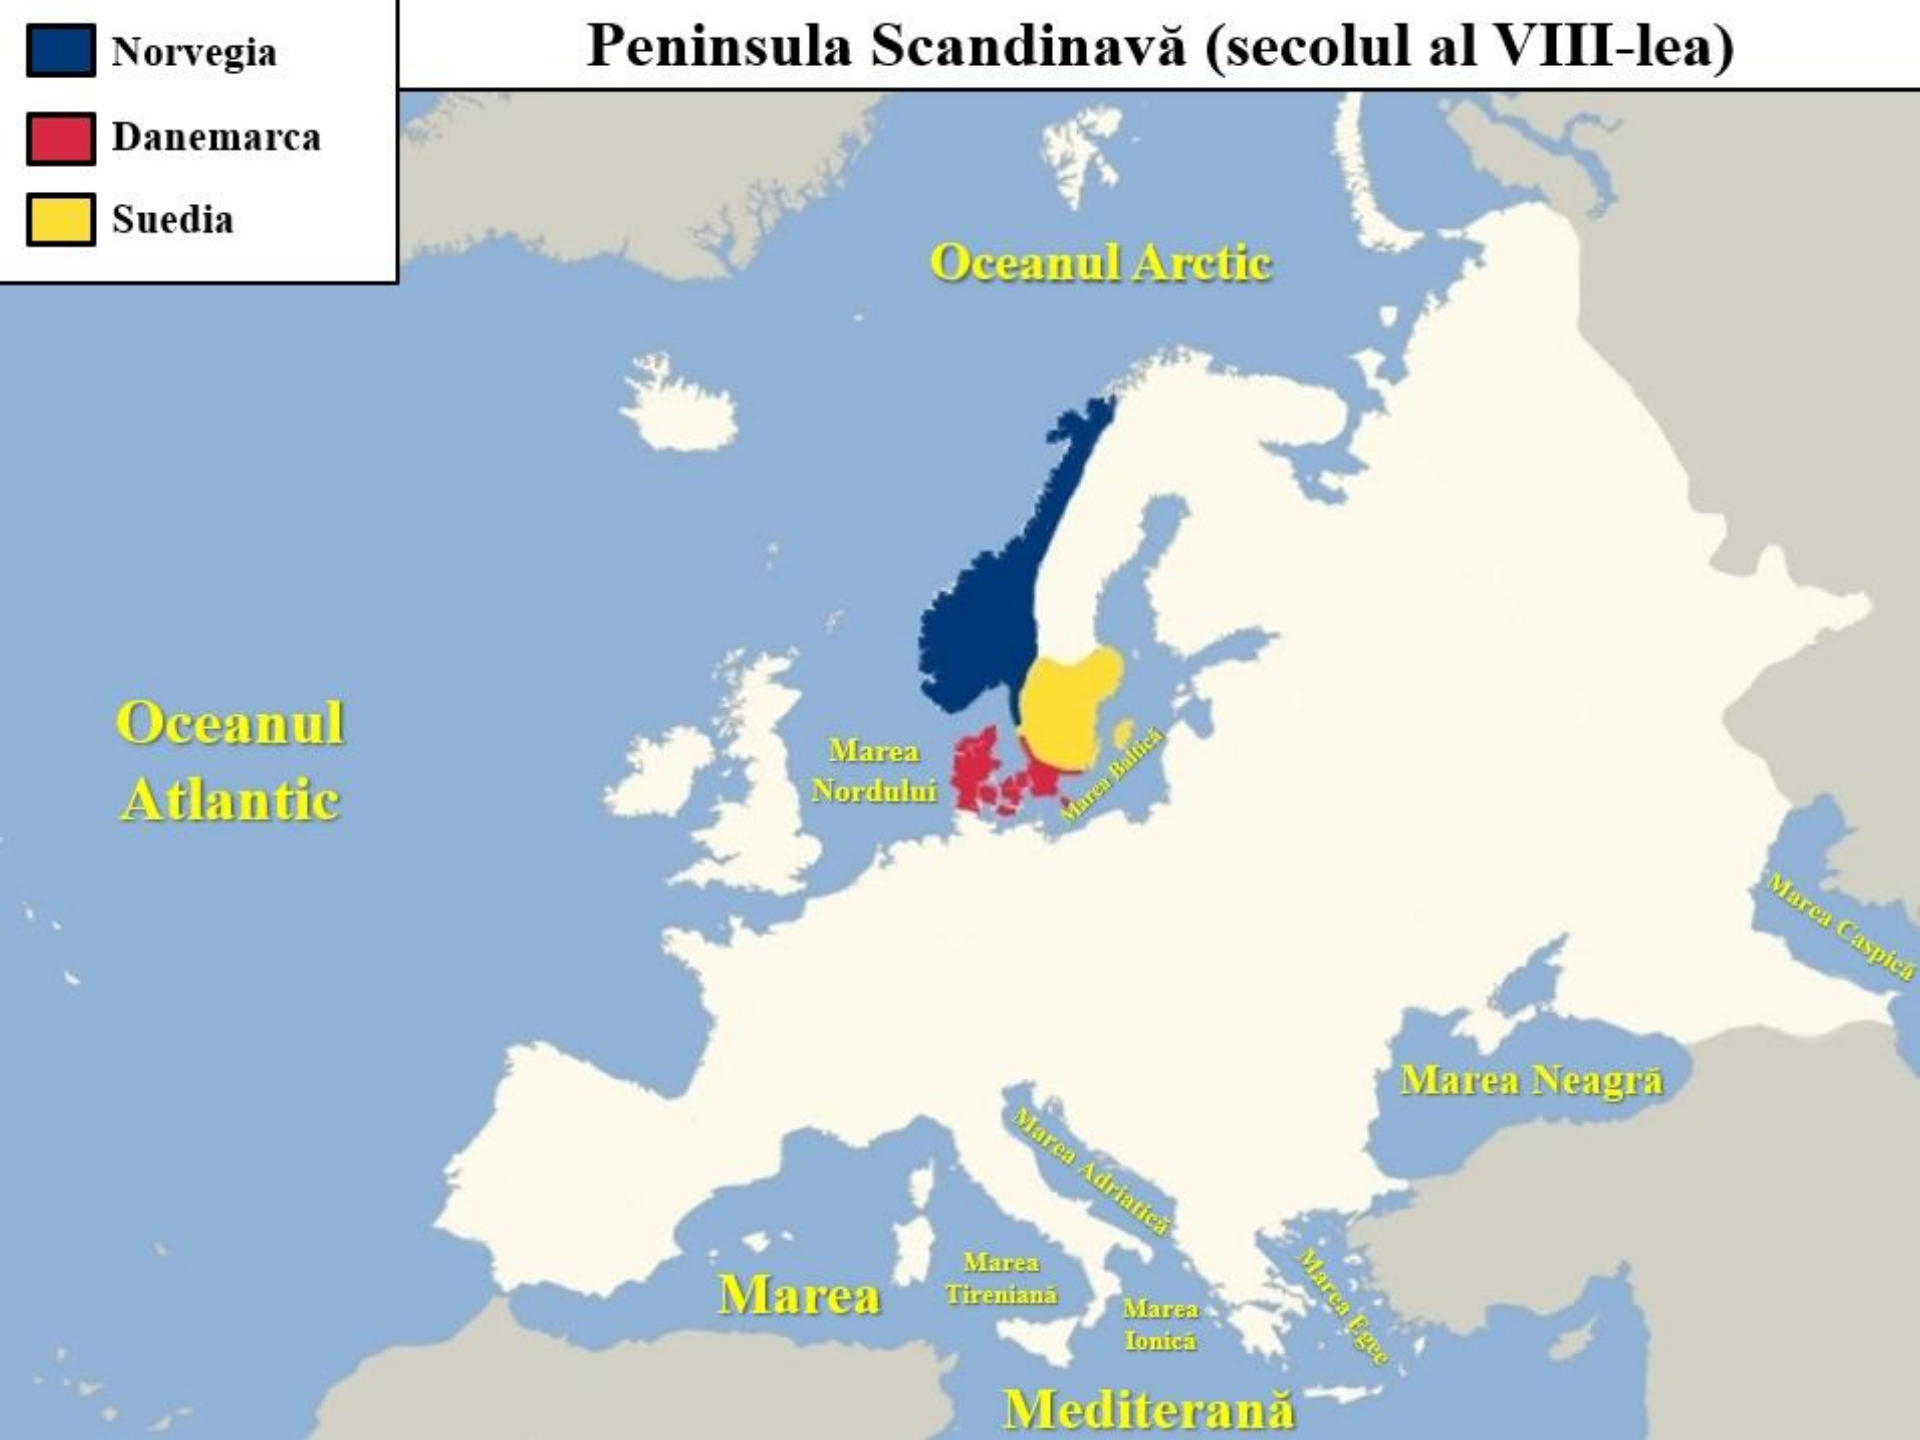 Norvegia
Danemarca
Suedia
Peninsula Scandinavă (secolul al VIII-lea)
Oceanul Arctic
Oceanul
Atlantic
Marea
Nordului
Marea Baltică
Marea Caspică
Marea Neagră
Marea Adriatică
Marea Egee
Marea
Tireniană
Marea
Ionică
Marea
Mediterană